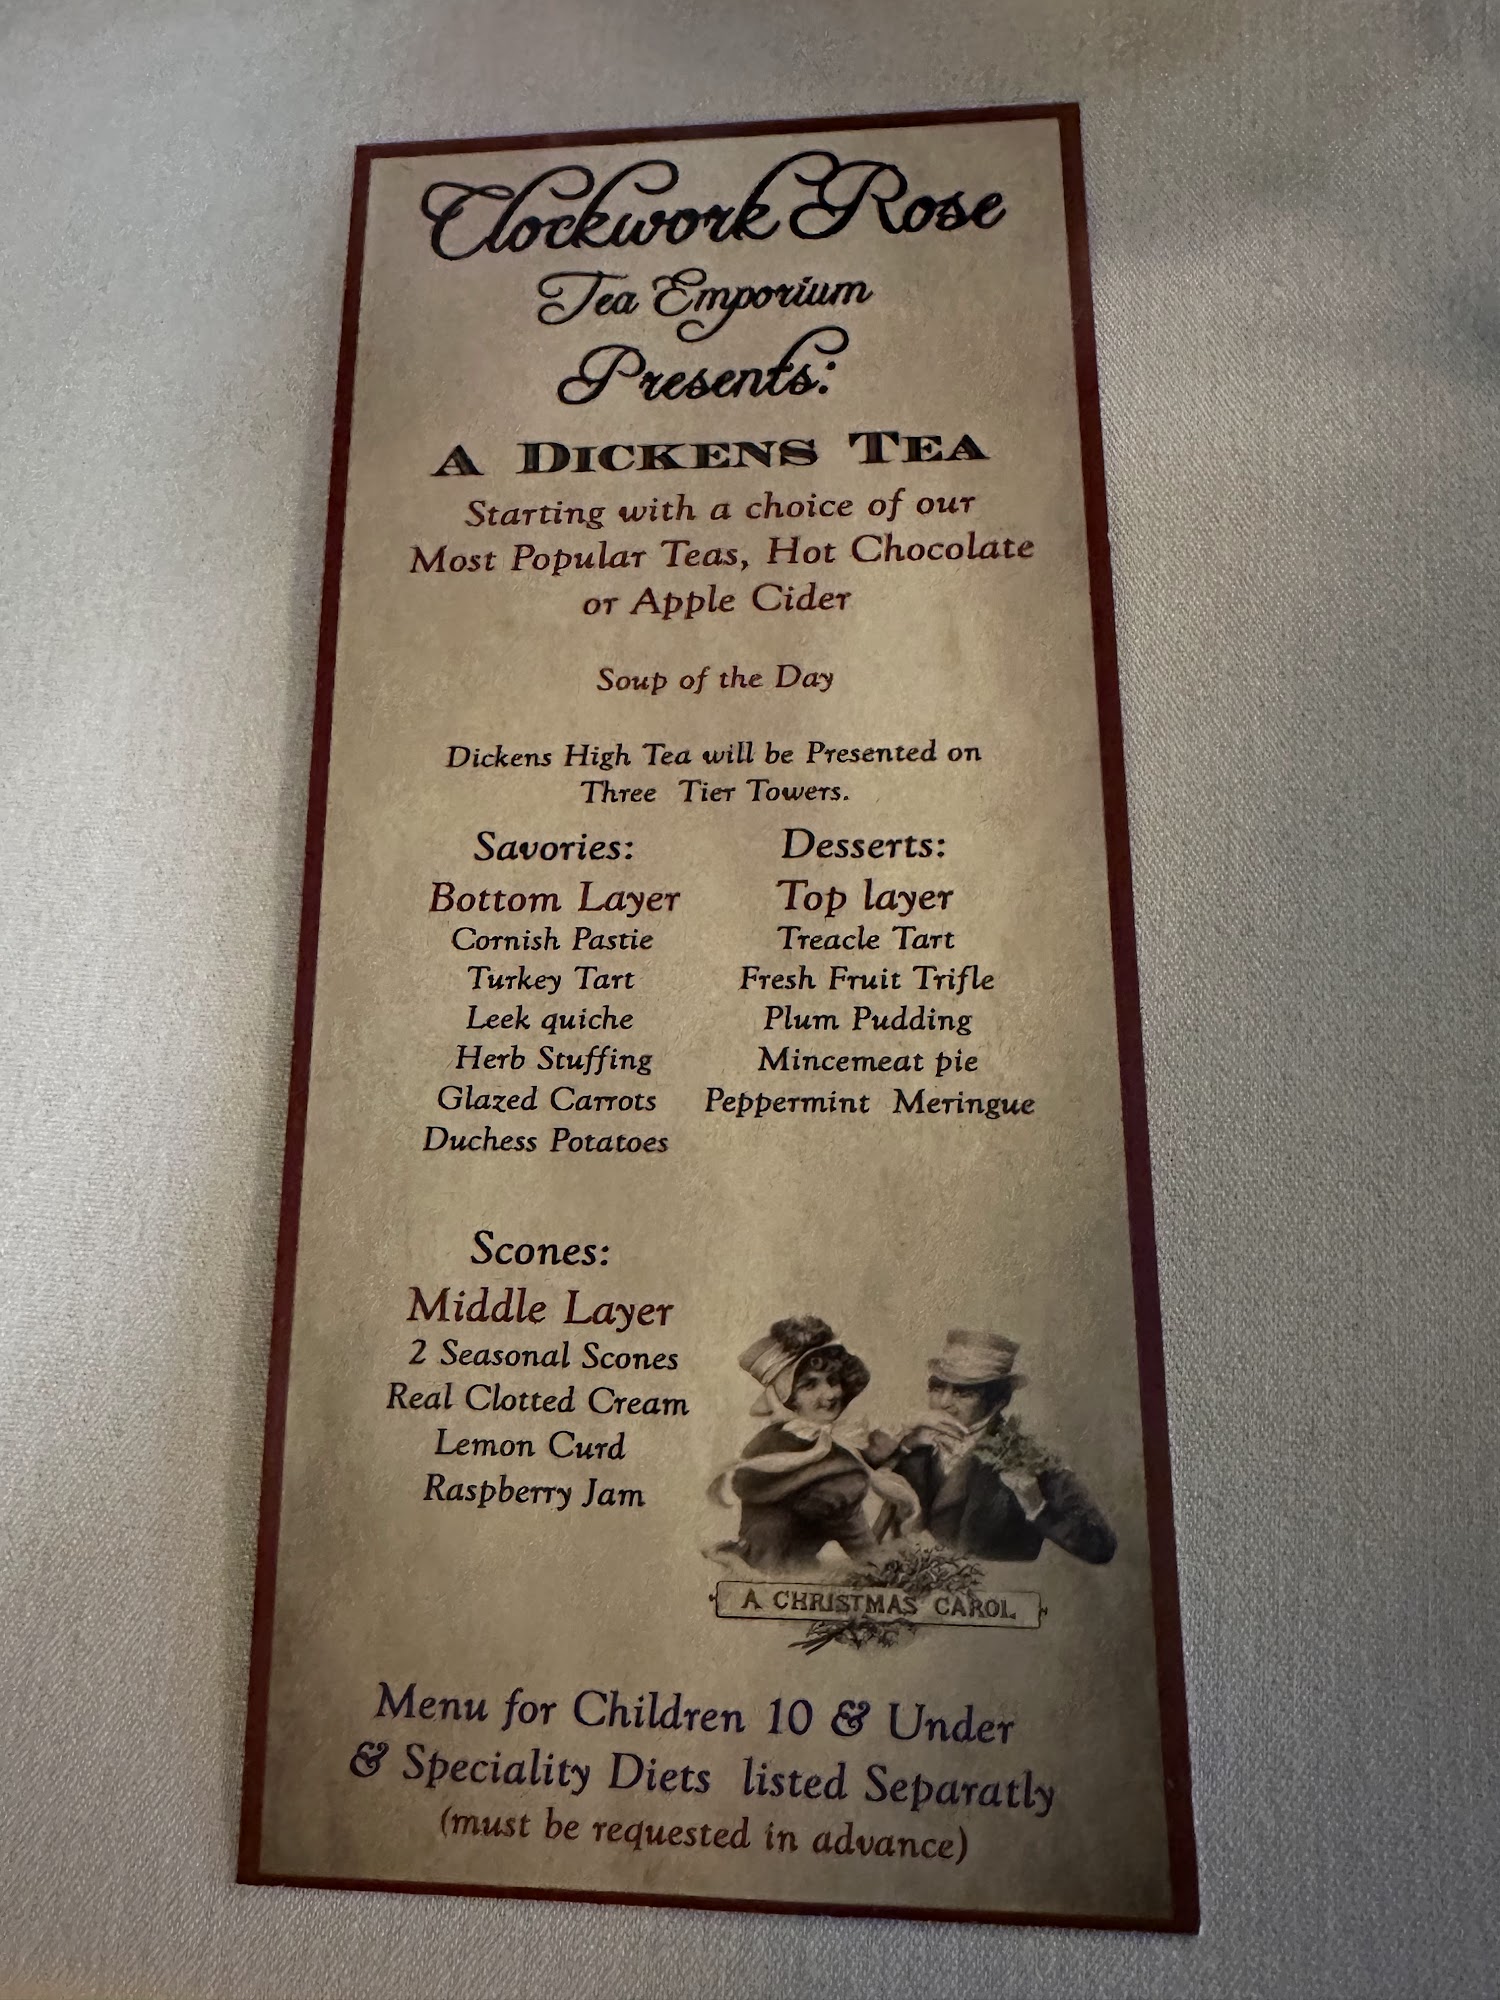 Clockwork Rose
Tea Emporium
Presents:
A DICKENS TEA
Starting with a choice of our
Most Popular Teas, Hot Chocolate
or Apple Cider
Soup of the Day
Dickens High Tea will be Presented on
Three Tier Towers.
Savories:
Bottom Layer
Cornish Pastie
Turkey Tart
Leek quiche
Herb Stuffing
Glazed Carrots
Duchess Potatoes
Desserts:
Top layer
Treacle Tart
Fresh Fruit Trifle
Plum Pudding
Mincemeat pie
Peppermint Meringue
Scones:
Middle Layer
2 Seasonal Scones
Real Clotted Cream
Lemon Curd
Raspberry Jam
A CHRISTMAS CAROL
Menu for Children 10 & Under
& Speciality Diets listed Separatly
(must be requested in advance)